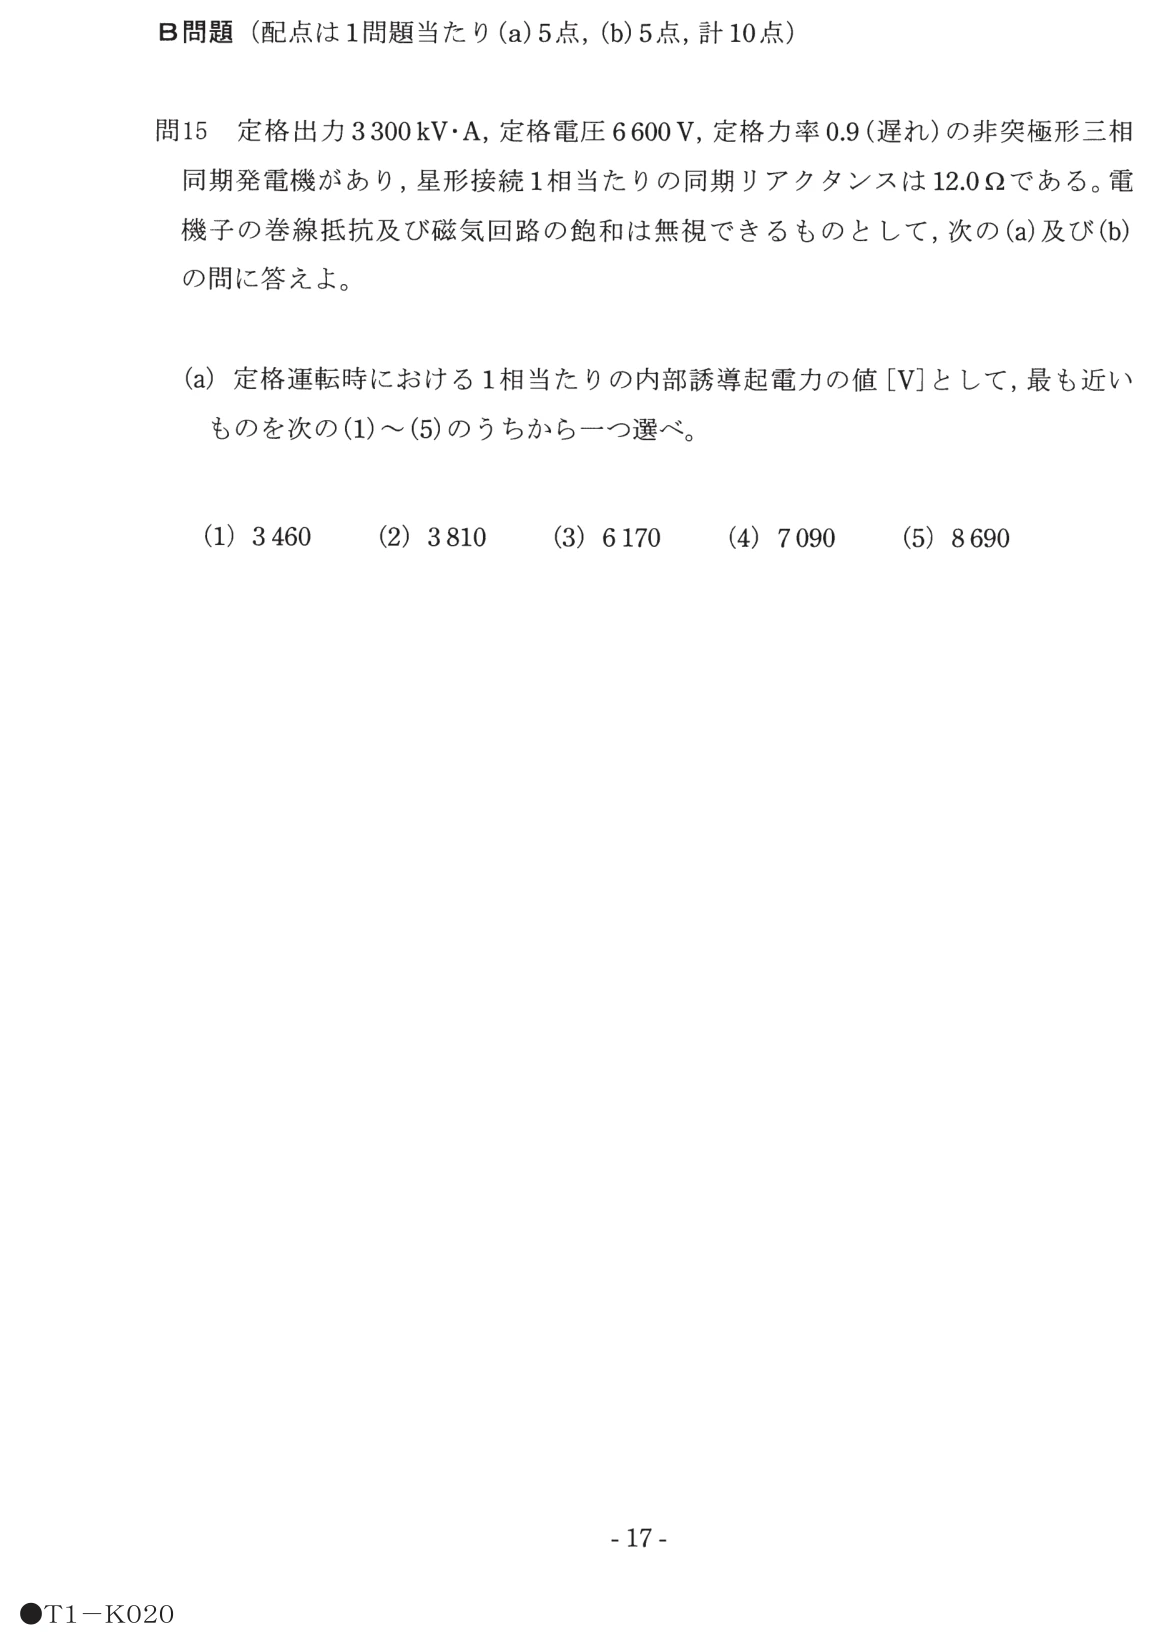 B問題（配点は1問題当たり(a)5点，(b)5点，計10点）
問15　定格出力3 300 kV・A，定格電圧6 600 V，定格力率0.9（遅れ）の非突極形三相
同期発電機があり，星形接続1相当たりの同期リアクタンスは12.0 Ωである。電
機子の巻線抵抗及び磁気回路の飽和は無視できるものとして，次の(a)及び(b)
の問に答えよ。
(a) 定格運転時における1相当たりの内部誘導起電力の値[V]として，最も近い
ものを次の(1)～(5)のうちから一つ選べ。
(1) 3 460　(2) 3 810　(3) 6 170　(4) 7 090　(5) 8 690
- 17 -
●T1－K020